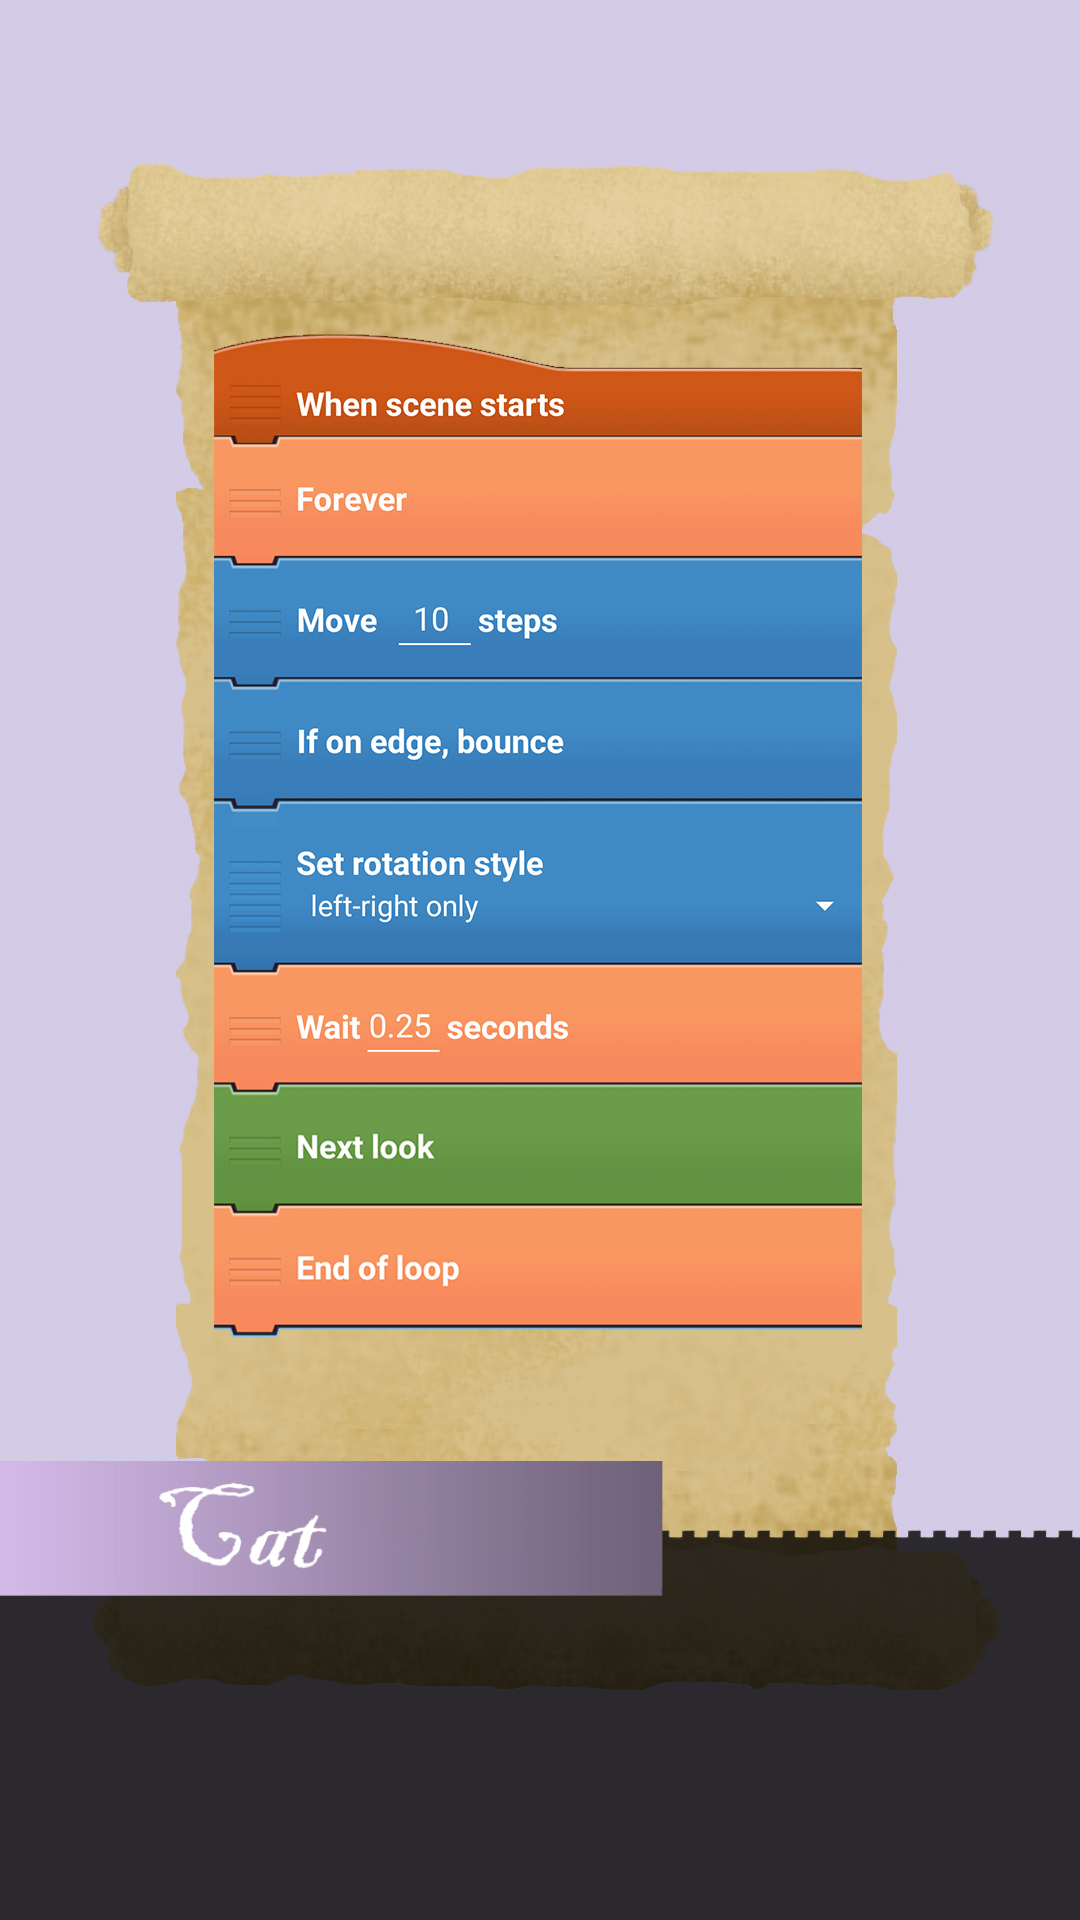 When scene starts
Forever
Move 10 steps
If on edge, bounce
Set rotation style
left-right only
Wait 0.25 seconds
Next look
End of loop
Cat